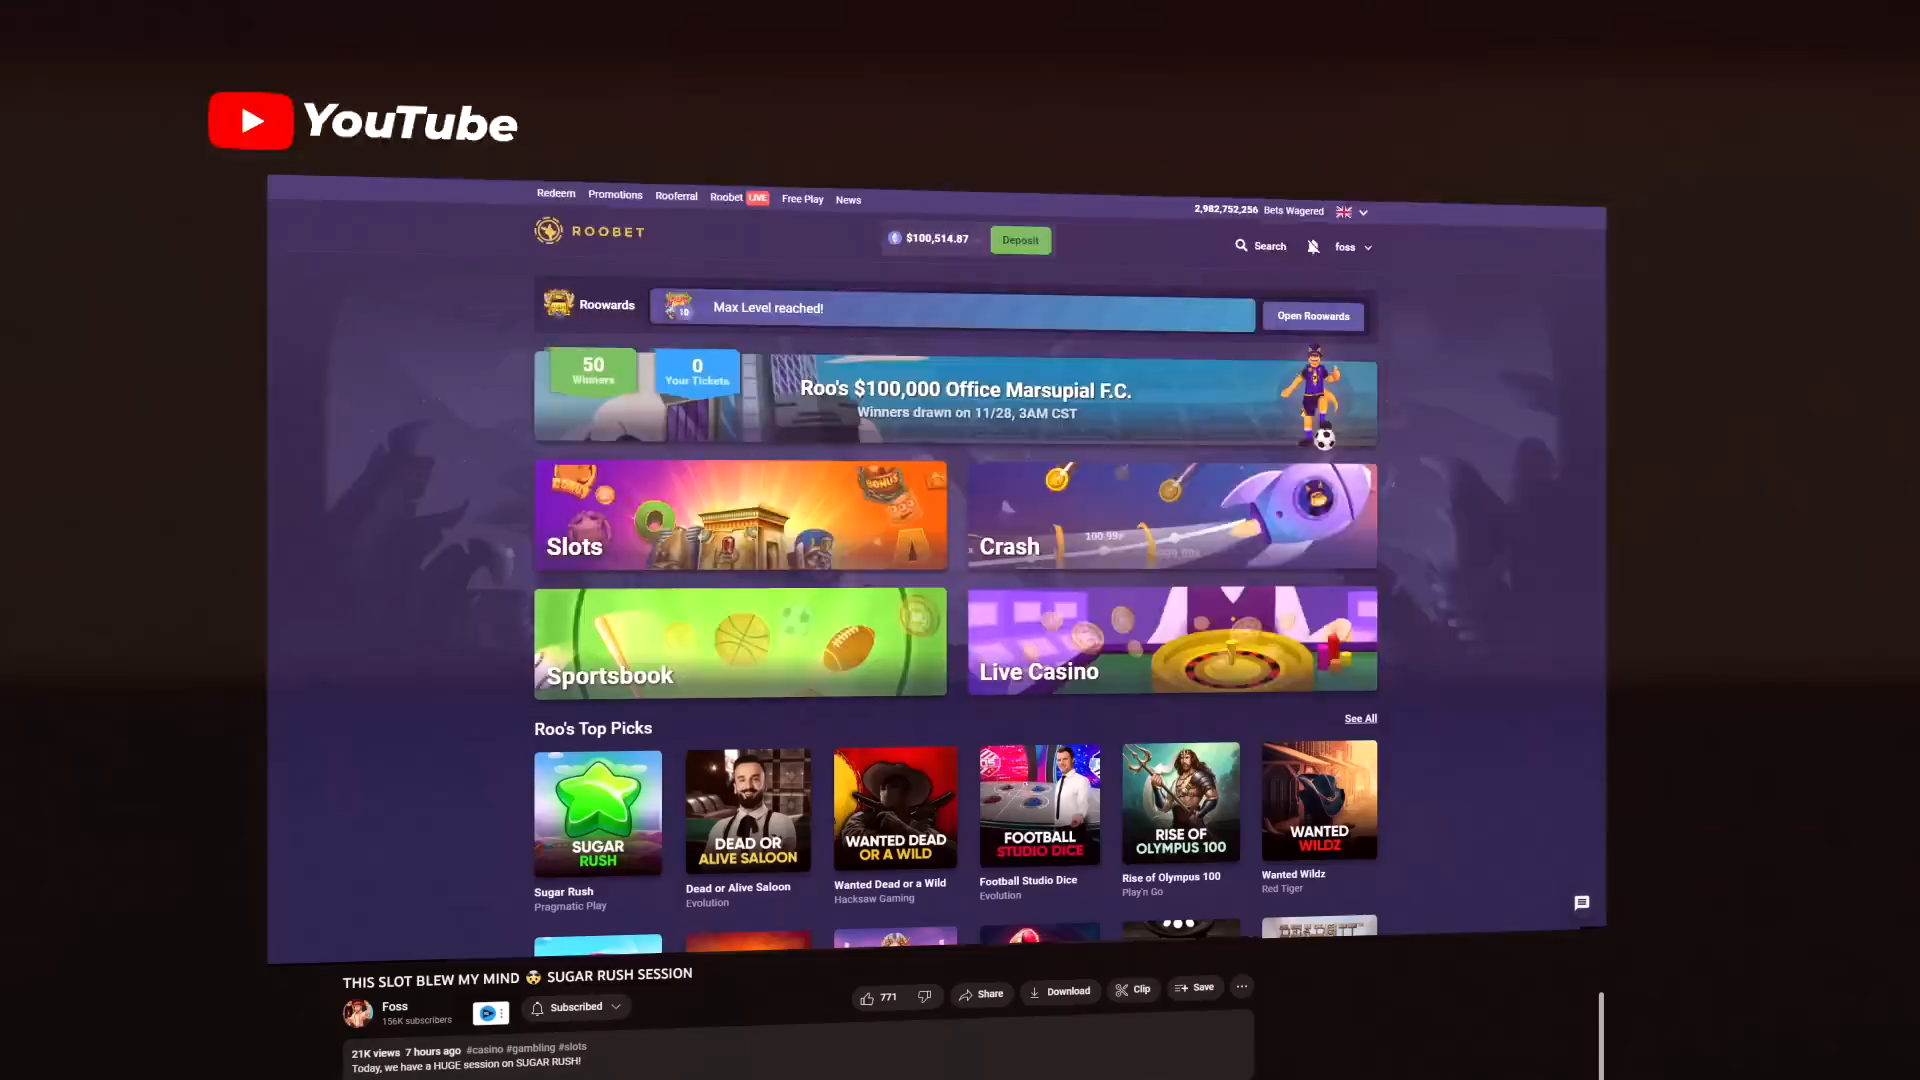 YouTube
Redeem Promotions Rooferral Roobet LIVE Free Play News
2,982,752,256 Bets Wagered
ROOBET
$100,514.87 Deposit
Search foss
Roowards
10 Max Level reached!
Open Roowards
50 Winners
0 Your Tickets
Roo's $100,000 Office Marsupial F.C.
Winners drawn on 11/28, 3AM CST
BONUS
Slots
100.99x
Crash
Sportsbook
Live Casino
Roo's Top Picks
See All
SUGAR
RUSH
DEAD OR
ALIVE SALOON
WANTED DEAD
OR A WILD
FOOTBALL
STUDIO DICE
RISE OF
OLYMPUS 100
WANTED
WILDZ
Sugar Rush
Pragmatic Play
Dead or Alive Saloon
Evolution
Wanted Dead or a Wild
Hacksaw Gaming
Football Studio Dice
Evolution
Rise of Olympus 100
Play'n Go
Wanted Wildz
Red Tiger
THIS SLOT BLEW MY MIND 🤯 SUGAR RUSH SESSION
Foss
156K subscribers
Subscribed
771
Share
Download
Clip
Save
21K views 7 hours ago #casino #gambling #slots
Today, we have a HUGE session on SUGAR RUSH!